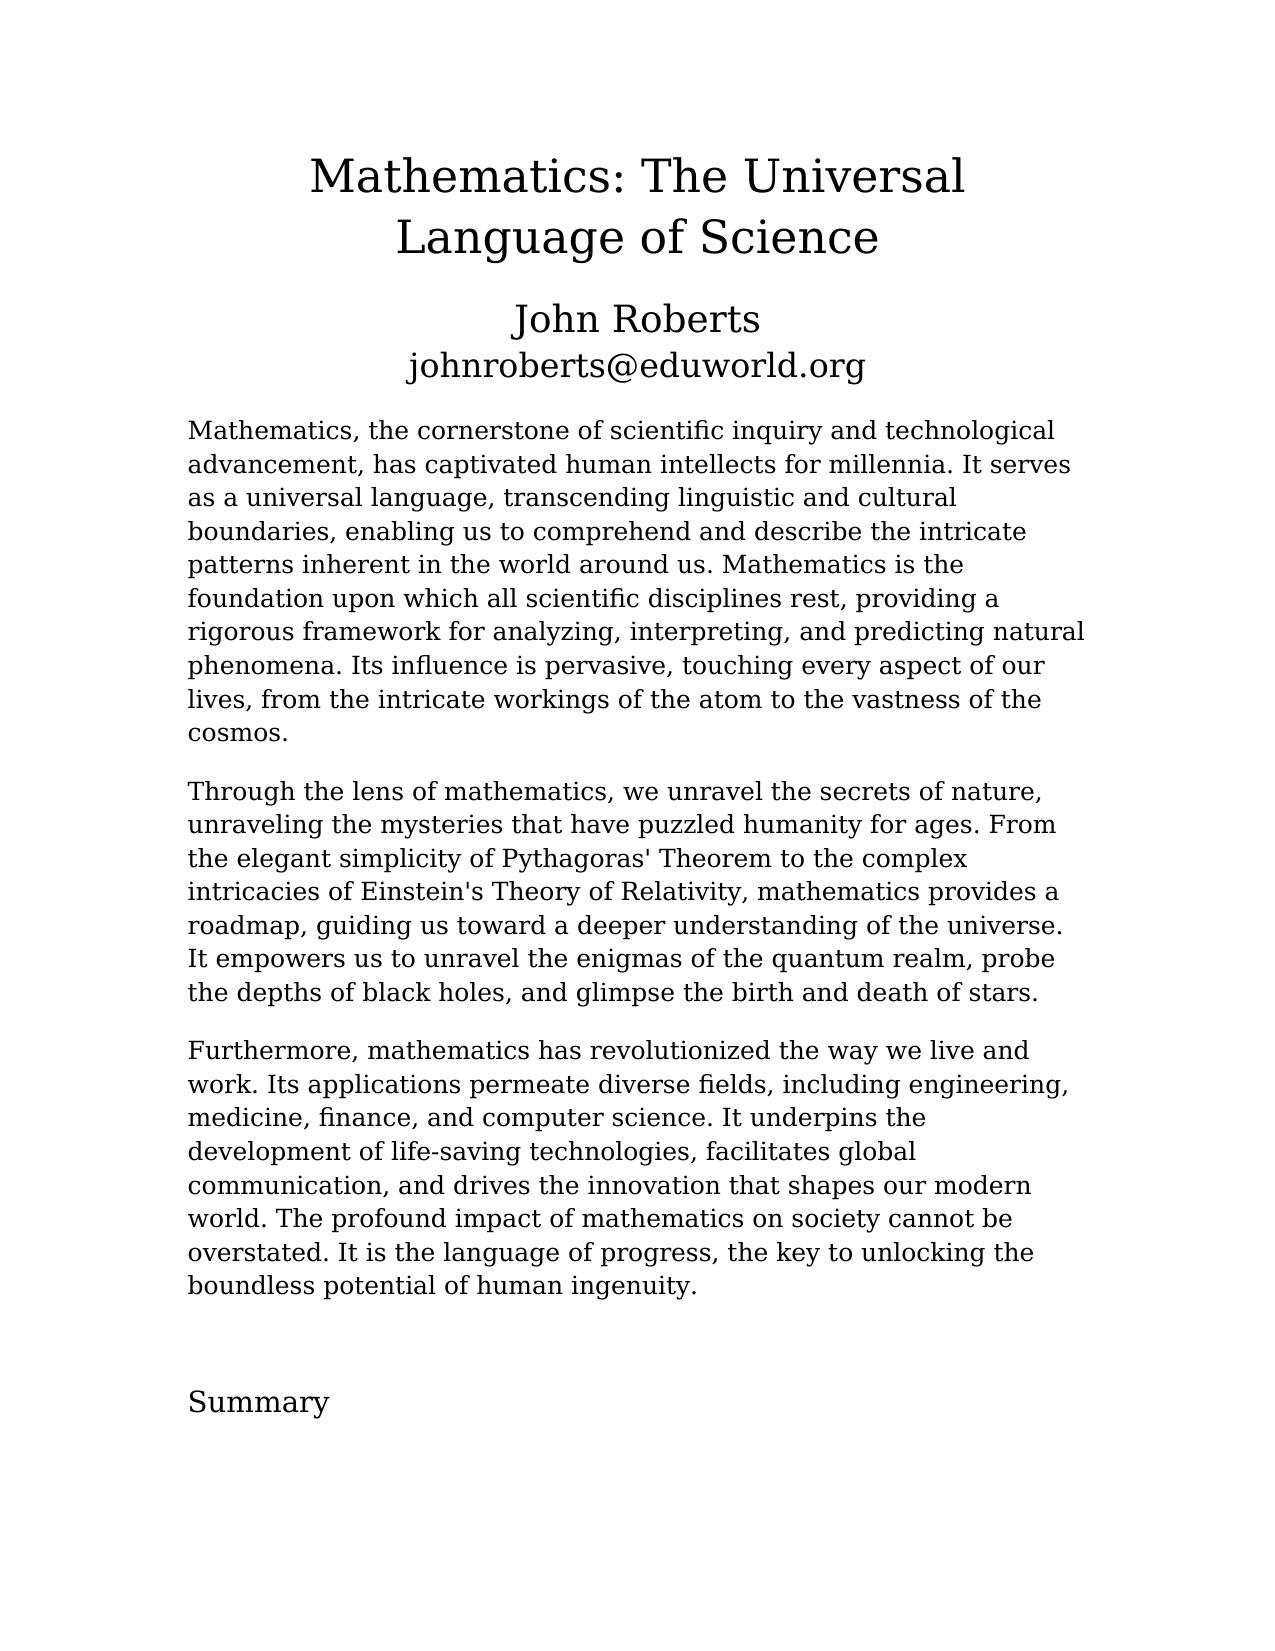 Mathematics: The Universal
Language of Science
John Roberts
johnroberts@eduworld.org
Mathematics, the cornerstone of scientific inquiry and technological
advancement, has captivated human intellects for millennia. It serves
as a universal language, transcending linguistic and cultural
boundaries, enabling us to comprehend and describe the intricate
patterns inherent in the world around us. Mathematics is the
foundation upon which all scientific disciplines rest, providing a
rigorous framework for analyzing, interpreting, and predicting natural
phenomena. Its influence is pervasive, touching every aspect of our
lives, from the intricate workings of the atom to the vastness of the
cosmos.
Through the lens of mathematics, we unravel the secrets of nature,
unraveling the mysteries that have puzzled humanity for ages. From
the elegant simplicity of Pythagoras' Theorem to the complex
intricacies of Einstein's Theory of Relativity, mathematics provides a
roadmap, guiding us toward a deeper understanding of the universe.
It empowers us to unravel the enigmas of the quantum realm, probe
the depths of black holes, and glimpse the birth and death of stars.
Furthermore, mathematics has revolutionized the way we live and
work. Its applications permeate diverse fields, including engineering,
medicine, finance, and computer science. It underpins the
development of life-saving technologies, facilitates global
communication, and drives the innovation that shapes our modern
world. The profound impact of mathematics on society cannot be
overstated. It is the language of progress, the key to unlocking the
boundless potential of human ingenuity.
Summary